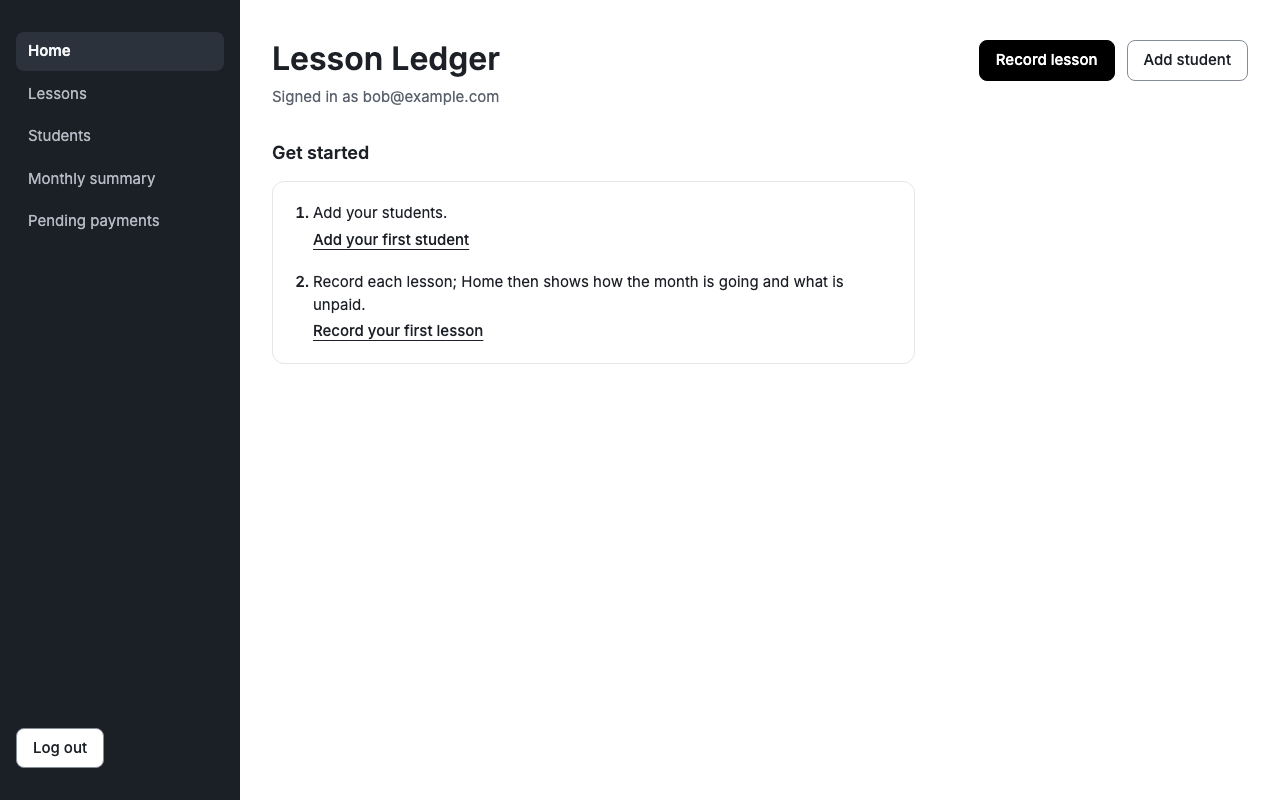 Home
Lessons
Students
Monthly summary
Pending payments
Log out
Lesson Ledger
Signed in as bob@example.com
Record lesson
Add student
Get started
1. Add your students.
Add your first student
2. Record each lesson; Home then shows how the month is going and what is
unpaid.
Record your first lesson